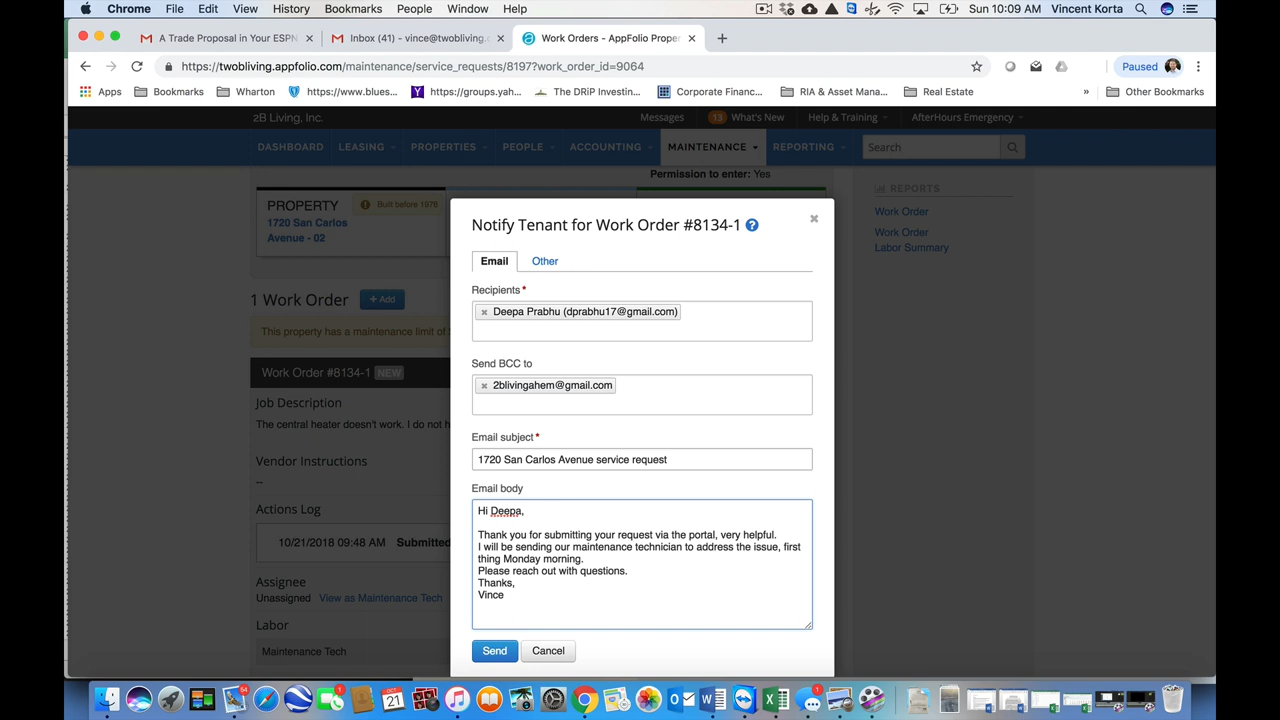 Chrome File Edit View History Bookmarks People Window Help Sun 10:09 AM Vincent Korta
A Trade Proposal in Your ESPN Inbox (41) - vince@twobliving. Work Orders - AppFolio Proper
https://twobliving.appfolio.com/maintenance/service_requests/8197?work_order_id=9064 Paused
Apps Bookmarks Wharton https://www.blues... https://groups.yah... The DRiP Investin... Corporate Financ... RIA & Asset Mana... Real Estate » Other Bookmarks
2B Living, Inc. Messages 13 What's New Help & Training AfterHours Emergency
DASHBOARD LEASING PROPERTIES PEOPLE ACCOUNTING MAINTENANCE REPORTING Search
Permission to enter: Yes
PROPERTY Built before 1978
1720 San Carlos
Avenue - 02
REPORTS
Work Order
Work Order
Labor Summary
1 Work Order + Add
This property has a maintenance limit of
Work Order #8134-1 NEW
Job Description
The central heater doesn't work. I do not h
Vendor Instructions
--
Actions Log
10/21/2018 09:48 AM Submitted
Assignee
Unassigned View as Maintenance Tech
Labor
Maintenance Tech
Notify Tenant for Work Order #8134-1 ?
Email Other
Recipients*
Deepa Prabhu (dprabhu17@gmail.com)
Send BCC to
2blivingahem@gmail.com
Email subject*
1720 San Carlos Avenue service request
Email body
Hi Deepa,
Thank you for submitting your request via the portal, very helpful.
I will be sending our maintenance technician to address the issue, first
thing Monday morning.
Please reach out with questions.
Thanks,
Vince
Send Cancel